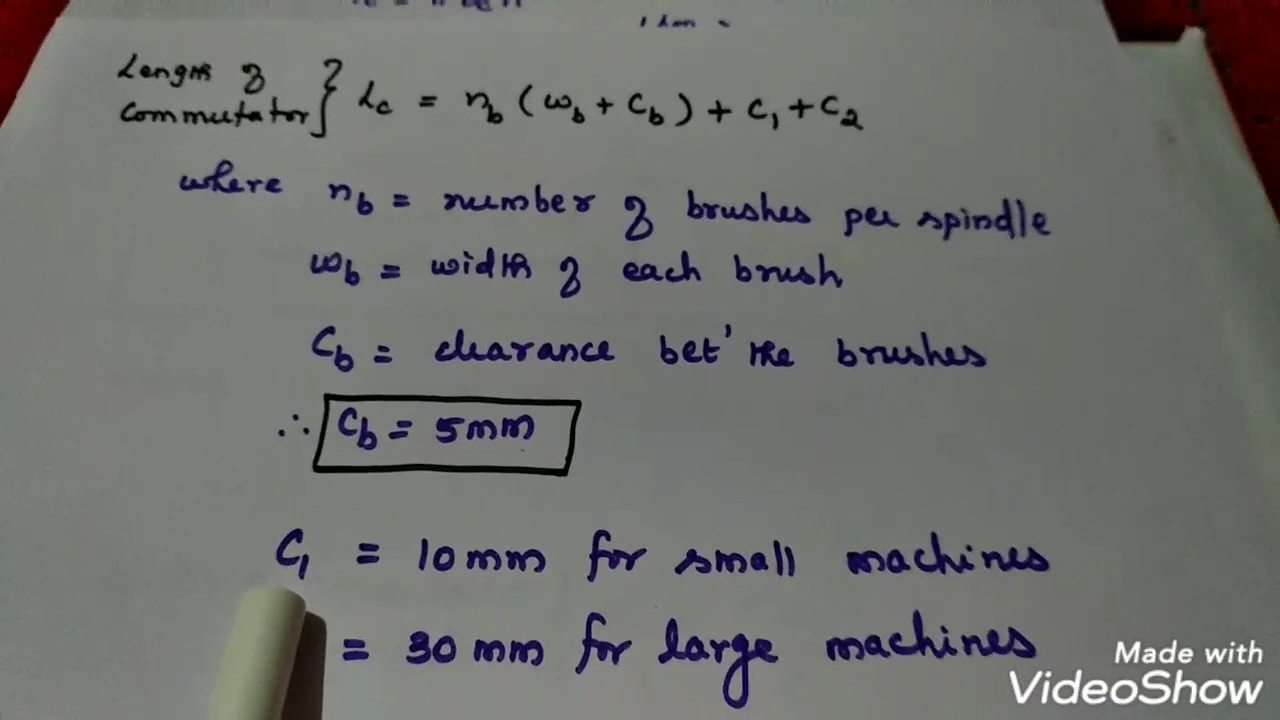 Length of
commutator } Lc = nb (wb + Cb) + C1 + C2
where nb = number of brushes per spindle
wb = width of each brush
Cb = clearance bet' the brushes
∴ Cb = 5mm
C1 = 10 mm for small machines
= 30 mm for large machines
Made with
VideoShow